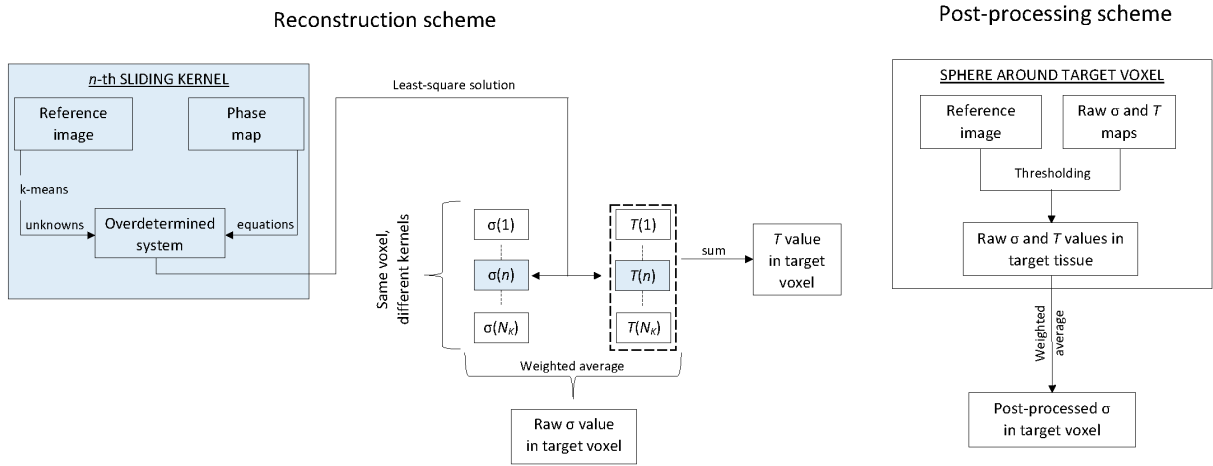 Reconstruction scheme
n-th SLIDING KERNEL
Reference
image
Phase
map
k-means
unknowns
Overdetermined
system
equations
Least-square solution
Same voxel,
different kernels
σ(1)
σ(n)
σ(N_K)
T(1)
T(n)
T(N_K)
sum
T value
in target
voxel
Weighted average
Raw σ value
in target voxel
Post-processing scheme
SPHERE AROUND TARGET VOXEL
Reference
image
Raw σ and T
maps
Thresholding
Raw σ and T values in
target tissue
Weighted
average
Post-processed σ
in target voxel